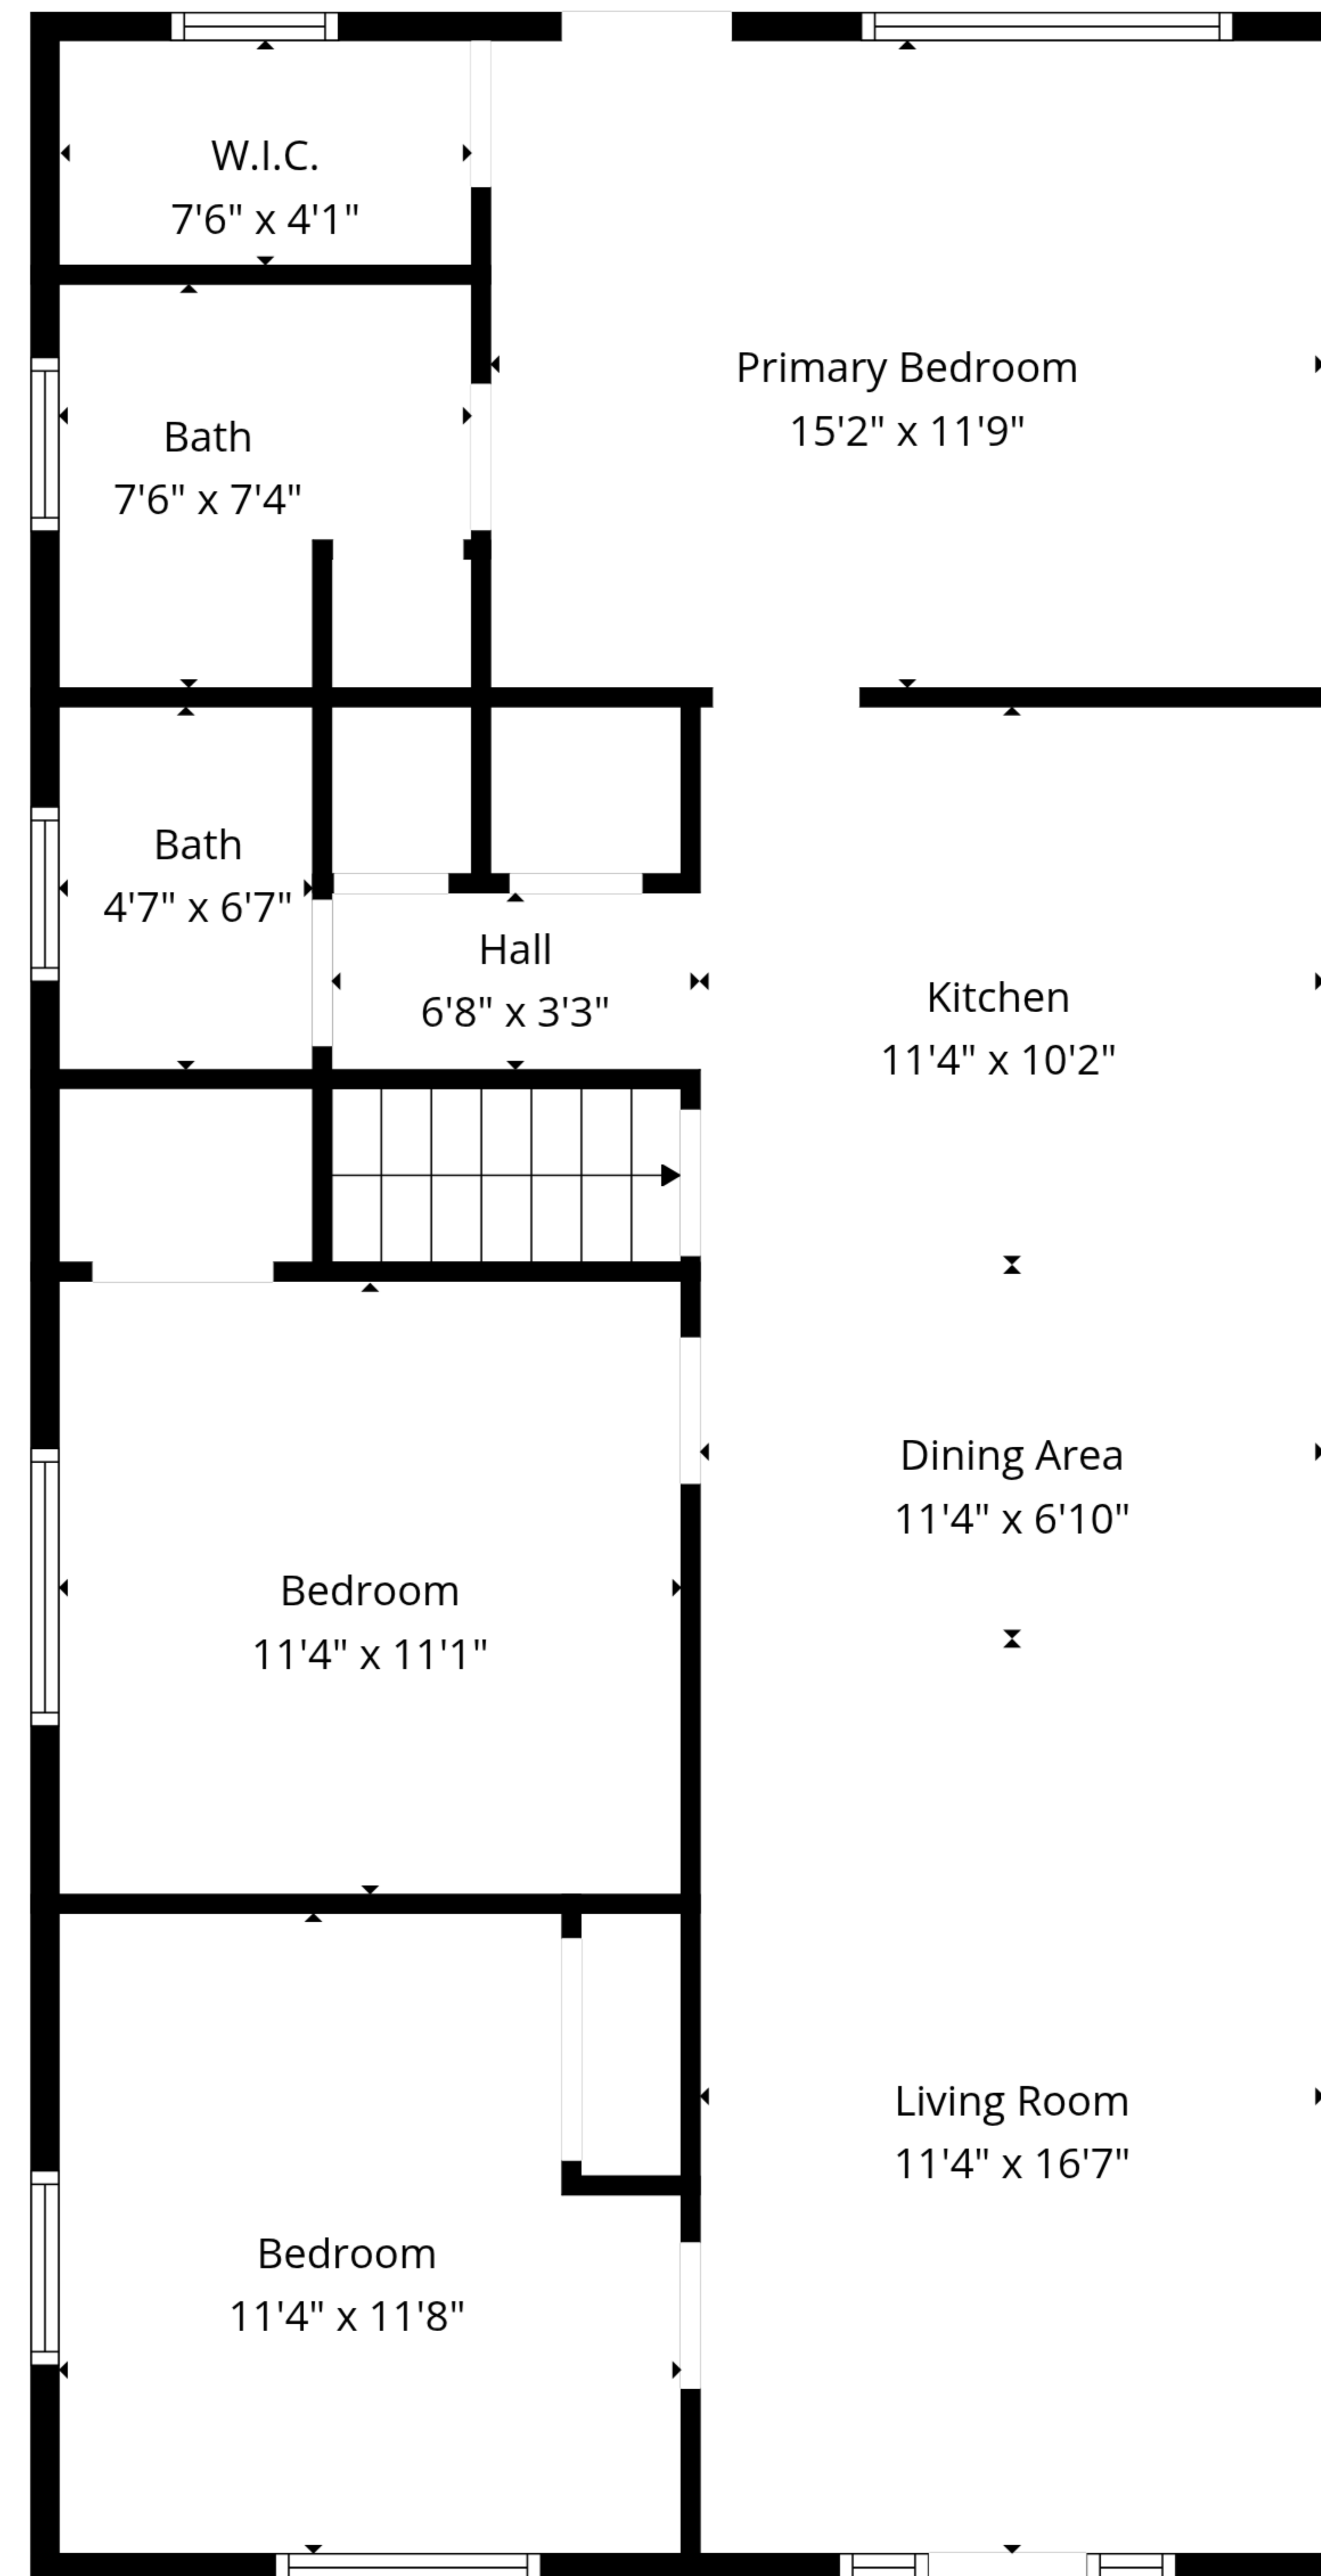 W.I.C.
7'6" x 4'1"
Primary Bedroom
15'2" x 11'9"
Bath
7'6" x 7'4"
Bath
4'7" x 6'7"
Hall
6'8" x 3'3"
Kitchen
11'4" x 10'2"
Dining Area
11'4" x 6'10"
Bedroom
11'4" x 11'1"
Living Room
11'4" x 16'7"
Bedroom
11'4" x 11'8"